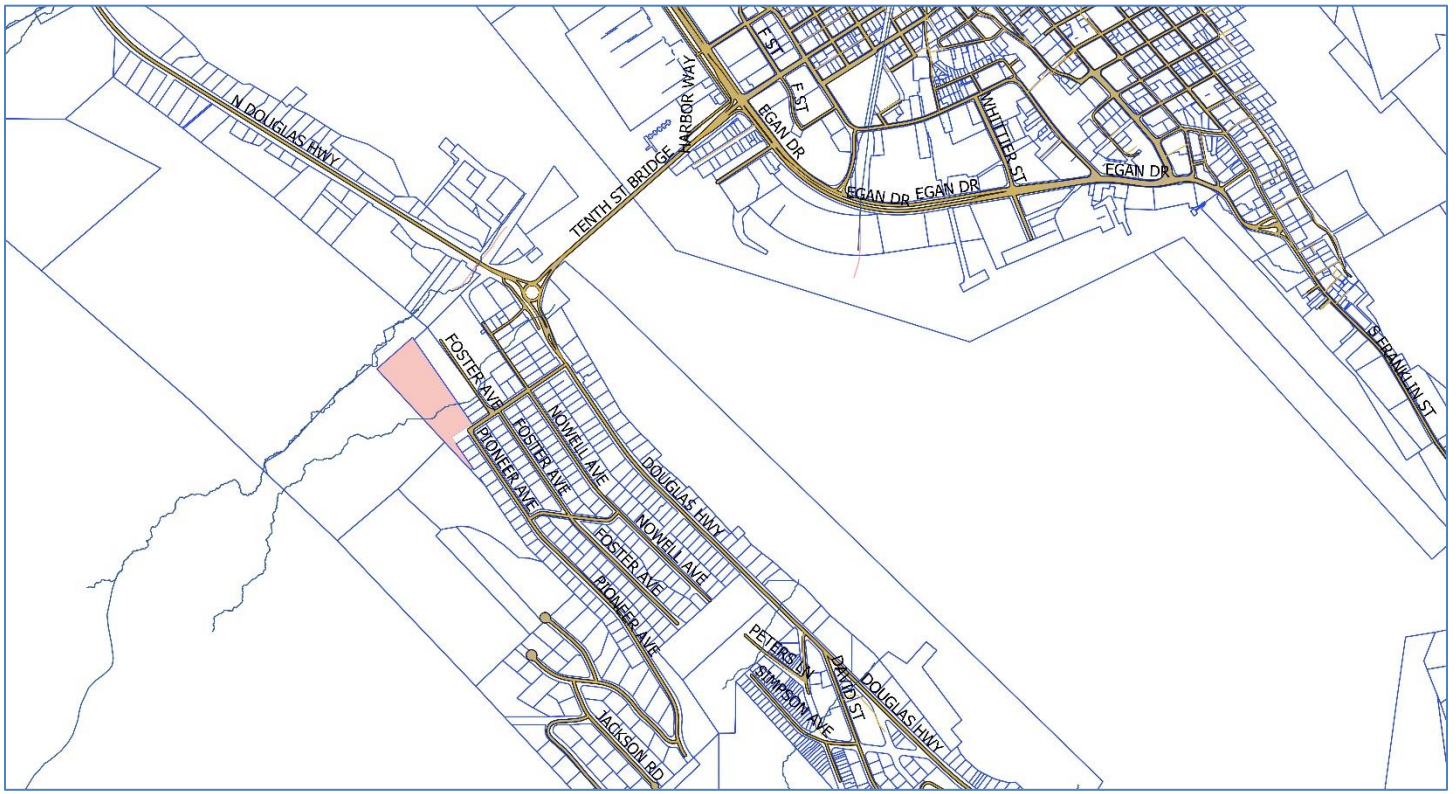 F ST
F ST
HARBOR WAY
EGAN DR
WHITTIER ST
N DOUGLAS HWY
TENTH ST BRIDGE
EGAN DR
EGAN DR
EGAN DR
S FRANKLIN ST
FOSTER AVE
NOWELL AVE
PIONEER AVE
FOSTER AVE
DOUGLAS HWY
NOWELL AVE
FOSTER AVE
PIONEER AVE
PETERS LN
DAVID ST
SIMPSON AVE
DOUGLAS HWY
JACKSON RD